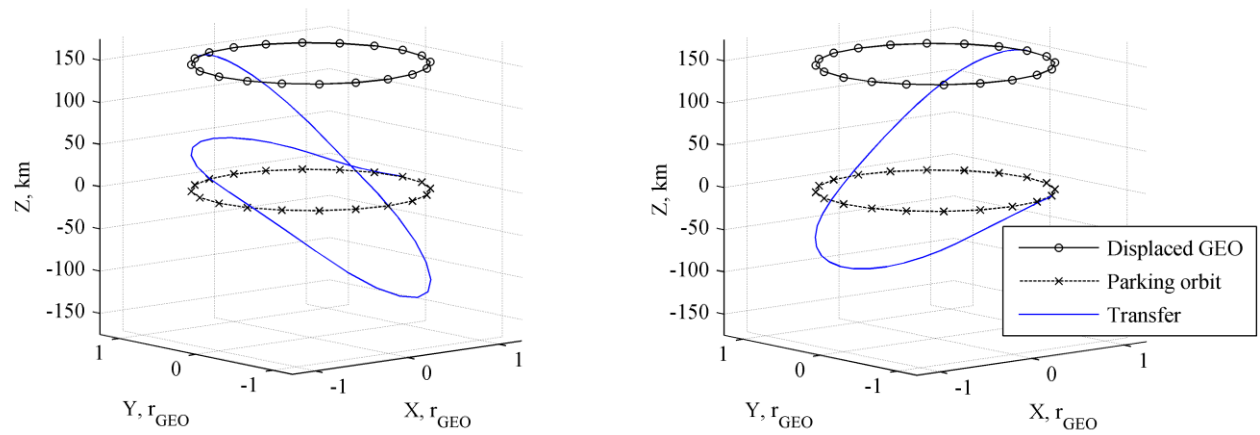 150
100
50
0
-50
-100
-150
Z, km
1
0
-1
Y, r_GEO
-1
0
1
X, r_GEO
150
100
50
0
-50
-100
-150
Z, km
1
0
-1
Y, r_GEO
-1
0
1
X, r_GEO
Displaced GEO
Parking orbit
Transfer